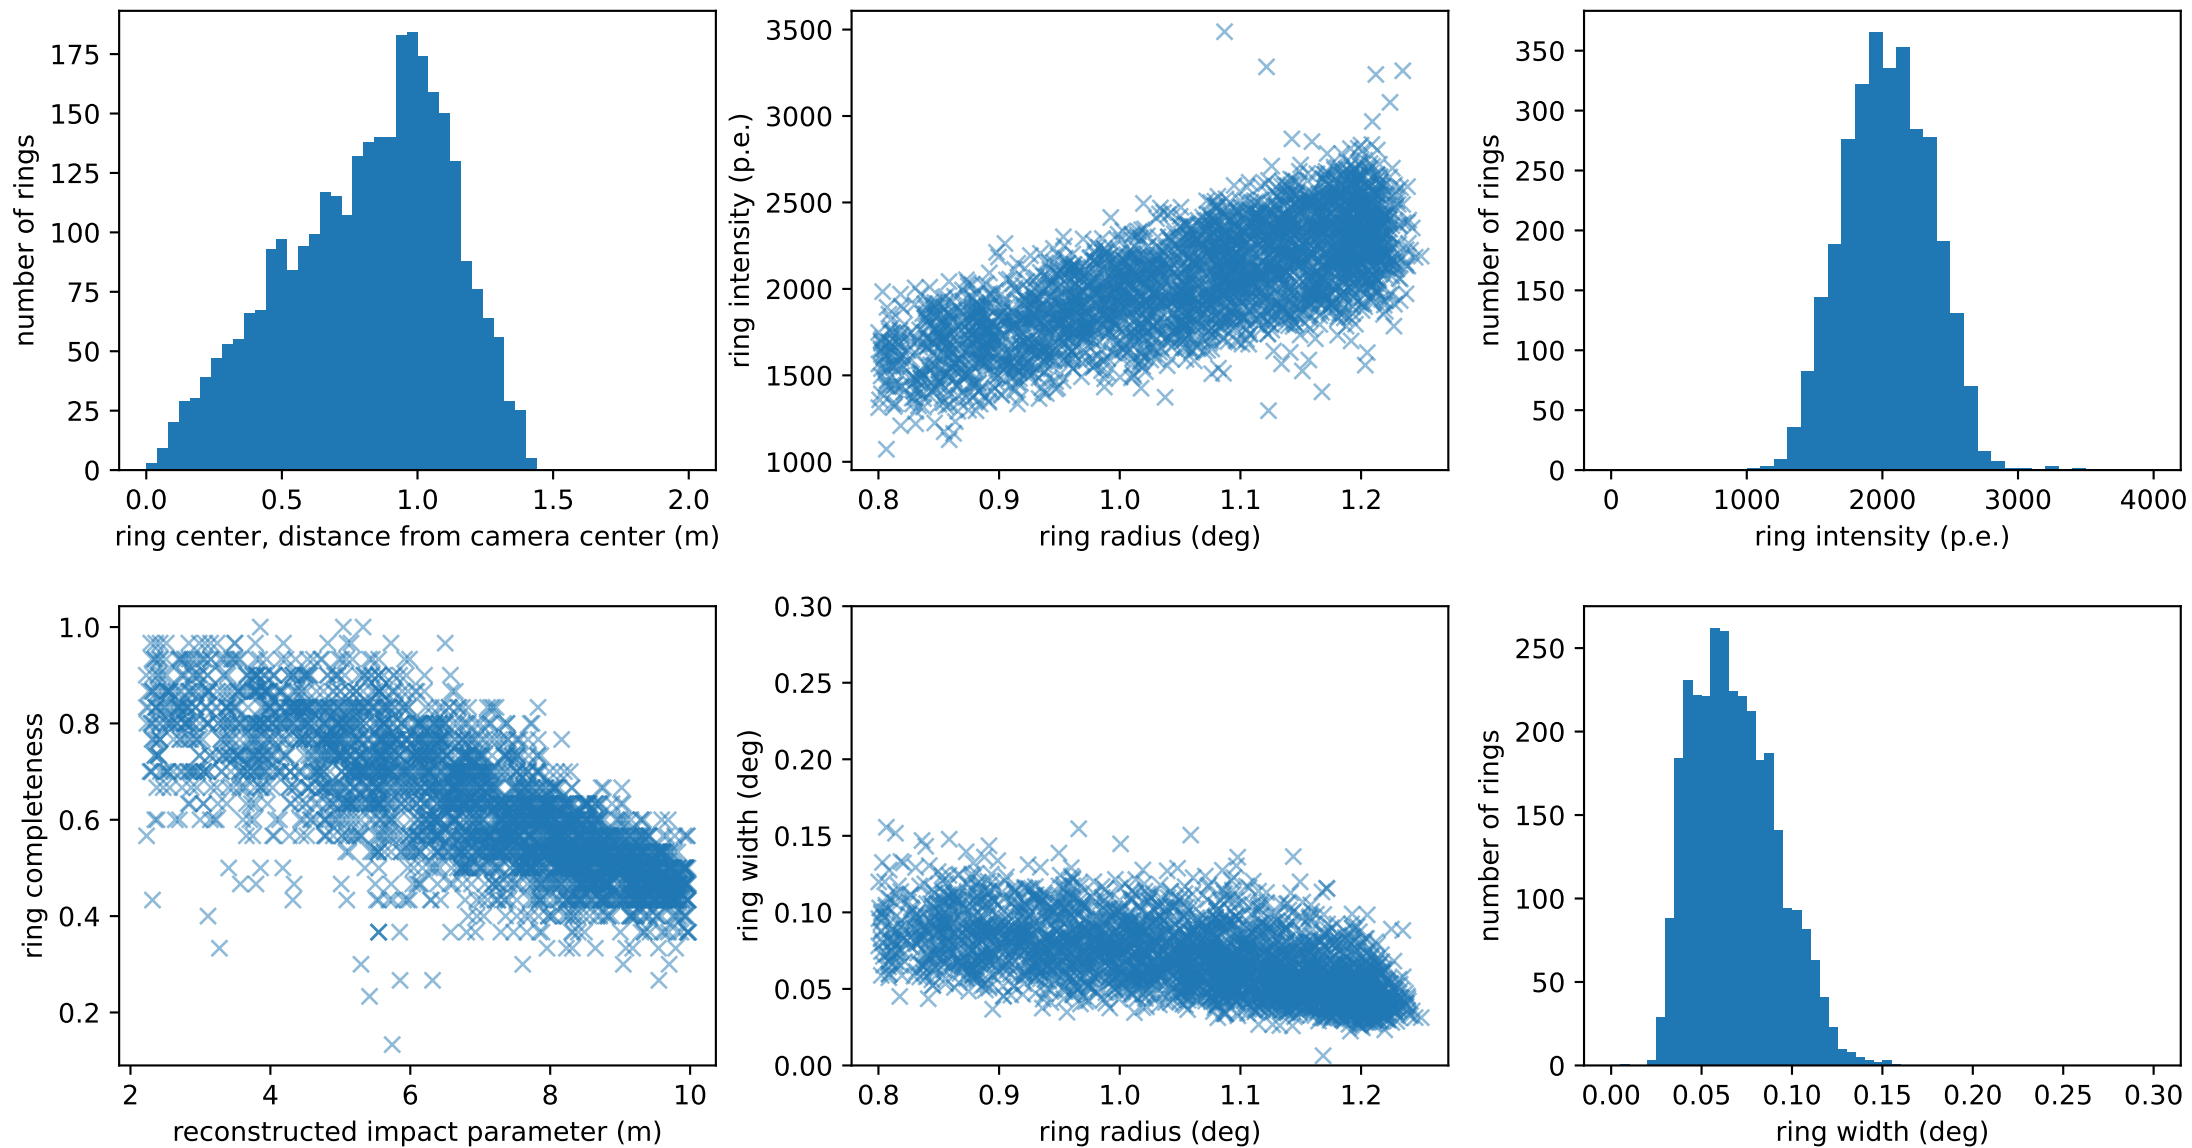 175
150
125
100
75
50
25
0
number of rings
0.0 0.5 1.0 1.5 2.0
ring center, distance from camera center (m)
3500
3000
2500
2000
1500
1000
ring intensity (p.e.)
0.8 0.9 1.0 1.1 1.2
ring radius (deg)
350
300
250
200
150
100
50
0
number of rings
0 1000 2000 3000 4000
ring intensity (p.e.)
1.0
0.8
0.6
0.4
0.2
ring completeness
2 4 6 8 10
reconstructed impact parameter (m)
0.30
0.25
0.20
0.15
0.10
0.05
0.00
ring width (deg)
0.8 0.9 1.0 1.1 1.2
ring radius (deg)
250
200
150
100
50
0
number of rings
0.00 0.05 0.10 0.15 0.20 0.25 0.30
ring width (deg)